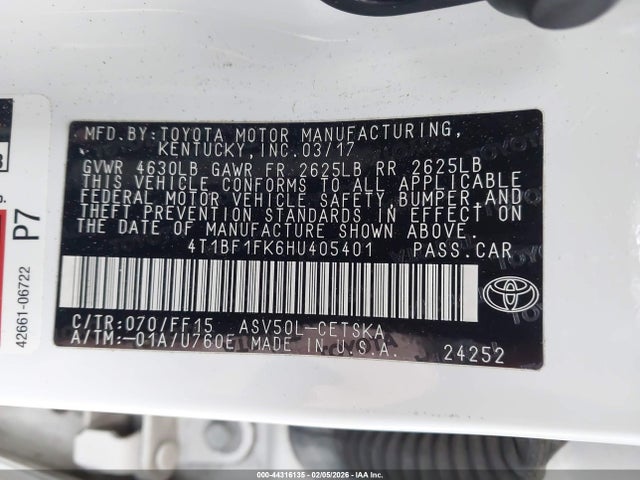 MFD. BY: TOYOTA MOTOR MANUFACTURING,
KENTUCKY, INC. 03/17
GVWR 4630LB GAWR FR 2625LB RR 2625LB
THIS VEHICLE CONFORMS TO ALL APPLICABLE
FEDERAL MOTOR VEHICLE SAFETY, BUMPER, AND
THEFT PREVENTION STANDARDS IN EFFECT ON
THE DATE OF MANUFACTURE SHOWN ABOVE.
4T1BF1FK6HU405401 PASS.CAR
C/TR:070/FF15 ASV50L-CETSKA
A/TM:-01A/U760E MADE IN U.S.A.
24252
P7
42661-06722
000-44316135 - 02/05/2026 - IAA Inc.